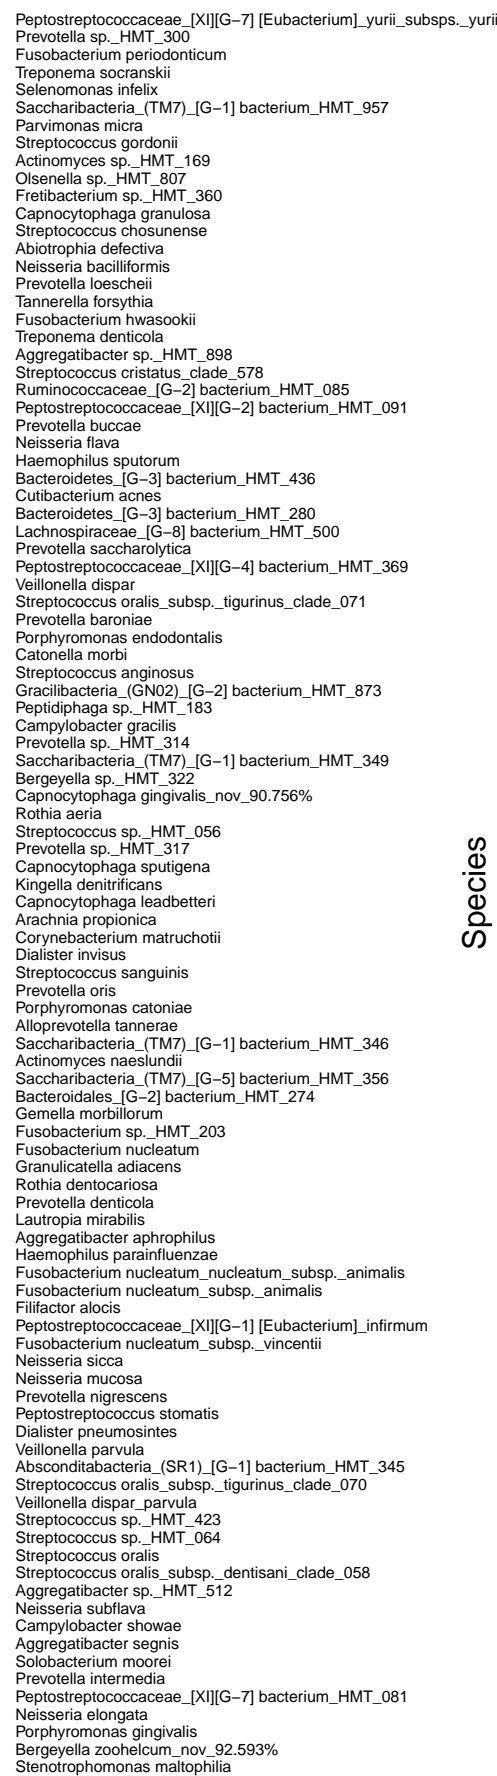 Peptostreptococcaceae_[XI][G−7] [Eubacterium]_yurii_subsps._yurii
Prevotella sp._HMT_300
Fusobacterium periodonticum
Treponema socranskii
Selenomonas infelix
Saccharibacteria_(TM7)_[G−1] bacterium_HMT_957
Parvimonas micra
Streptococcus gordonii
Actinomyces sp._HMT_169
Olsenella sp._HMT_807
Fretibacterium sp._HMT_360
Capnocytophaga granulosa
Streptococcus chosunense
Abiotrophia defectiva
Neisseria bacilliformis
Prevotella loescheii
Tannerella forsythia
Fusobacterium hwasookii
Treponema denticola
Aggregatibacter sp._HMT_898
Streptococcus cristatus_clade_578
Ruminococcaceae_[G−2] bacterium_HMT_085
Peptostreptococcaceae_[XI][G−2] bacterium_HMT_091
Prevotella buccae
Neisseria flava
Haemophilus sputorum
Bacteroidetes_[G−3] bacterium_HMT_436
Cutibacterium acnes
Bacteroidetes_[G−3] bacterium_HMT_280
Lachnospiraceae_[G−8] bacterium_HMT_500
Prevotella saccharolytica
Peptostreptococcaceae_[XI][G−4] bacterium_HMT_369
Veillonella dispar
Streptococcus oralis_subsp._tigurinus_clade_071
Prevotella baroniae
Porphyromonas endodontalis
Catonella morbi
Streptococcus anginosus
Gracilibacteria_(GN02)_[G−2] bacterium_HMT_873
Peptidiphaga sp._HMT_183
Campylobacter gracilis
Prevotella sp._HMT_314
Saccharibacteria_(TM7)_[G−1] bacterium_HMT_349
Bergeyella sp._HMT_322
Capnocytophaga gingivalis_nov_90.756%
Rothia aeria
Streptococcus sp._HMT_056
Prevotella sp._HMT_317
Capnocytophaga sputigena
Kingella denitrificans
Capnocytophaga leadbetteri
Arachnia propionica
Corynebacterium matruchotii
Dialister invisus
Streptococcus sanguinis
Prevotella oris
Porphyromonas catoniae
Alloprevotella tannerae
Saccharibacteria_(TM7)_[G−1] bacterium_HMT_346
Actinomyces naeslundii
Saccharibacteria_(TM7)_[G−5] bacterium_HMT_356
Bacteroidales_[G−2] bacterium_HMT_274
Gemella morbillorum
Fusobacterium sp._HMT_203
Fusobacterium nucleatum
Granulicatella adiacens
Rothia dentocariosa
Prevotella denticola
Lautropia mirabilis
Aggregatibacter aphrophilus
Haemophilus parainfluenzae
Fusobacterium nucleatum_nucleatum_subsp._animalis
Fusobacterium nucleatum_subsp._animalis
Filifactor alocis
Peptostreptococcaceae_[XI][G−1] [Eubacterium]_infirmum
Fusobacterium nucleatum_subsp._vincentii
Neisseria sicca
Neisseria mucosa
Prevotella nigrescens
Peptostreptococcus stomatis
Dialister pneumosintes
Veillonella parvula
Absconditabacteria_(SR1)_[G−1] bacterium_HMT_345
Streptococcus oralis_subsp._tigurinus_clade_070
Veillonella dispar_parvula
Streptococcus sp._HMT_423
Streptococcus sp._HMT_064
Streptococcus oralis
Streptococcus oralis_subsp._dentisani_clade_058
Aggregatibacter sp._HMT_512
Neisseria subflava
Campylobacter showae
Aggregatibacter segnis
Solobacterium moorei
Prevotella intermedia
Peptostreptococcaceae_[XI][G−7] bacterium_HMT_081
Neisseria elongata
Porphyromonas gingivalis
Bergeyella zoohelcum_nov_92.593%
Stenotrophomonas maltophilia
Species